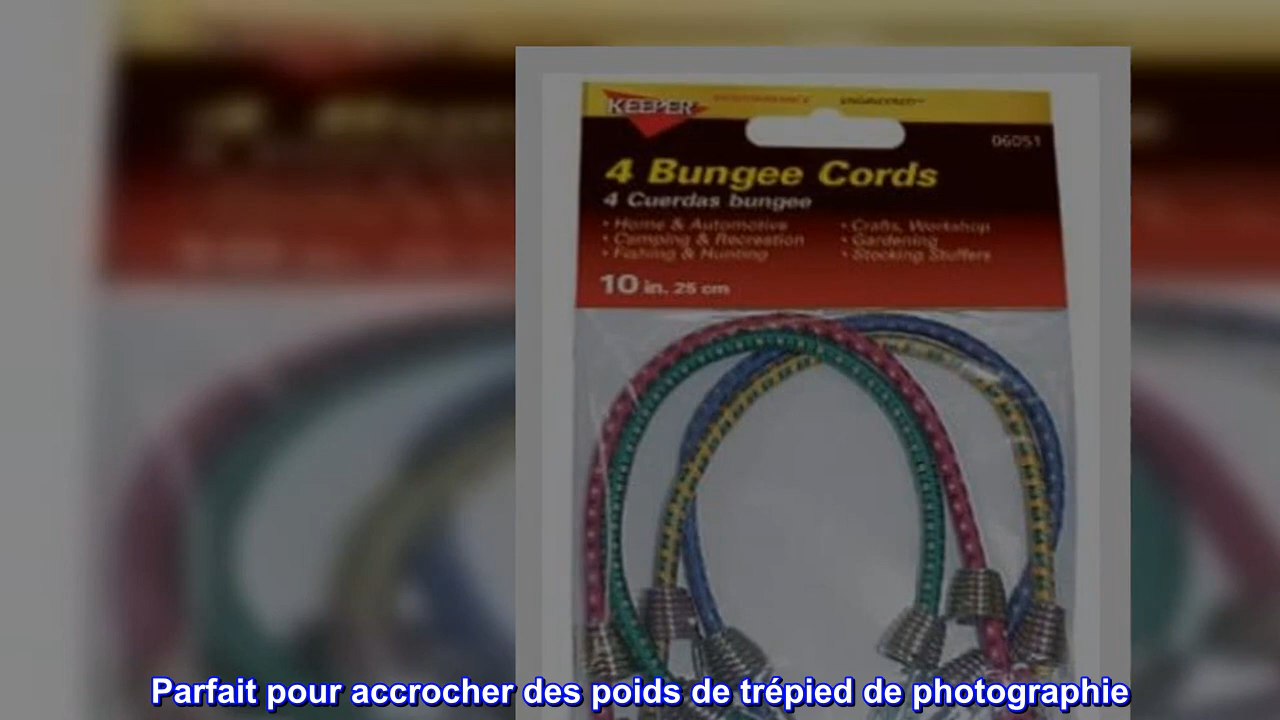 KEEPER
06051
4 Bungee Cords
4 Cuerdas bungee
• Home & Automotive
• Camping & Recreation
• Fishing & Hunting
• Crafts, Workshop
• Gardening
• Stocking Stuffers
10 in. 25 cm
Parfait pour accrocher des poids de trépied de photographie